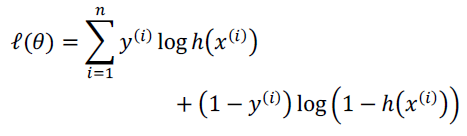 ℓ(θ) = ∑_{i=1}^{n} y^{(i)} log h(x^{(i)})
+ (1 − y^{(i)}) log (1 − h(x^{(i)}))